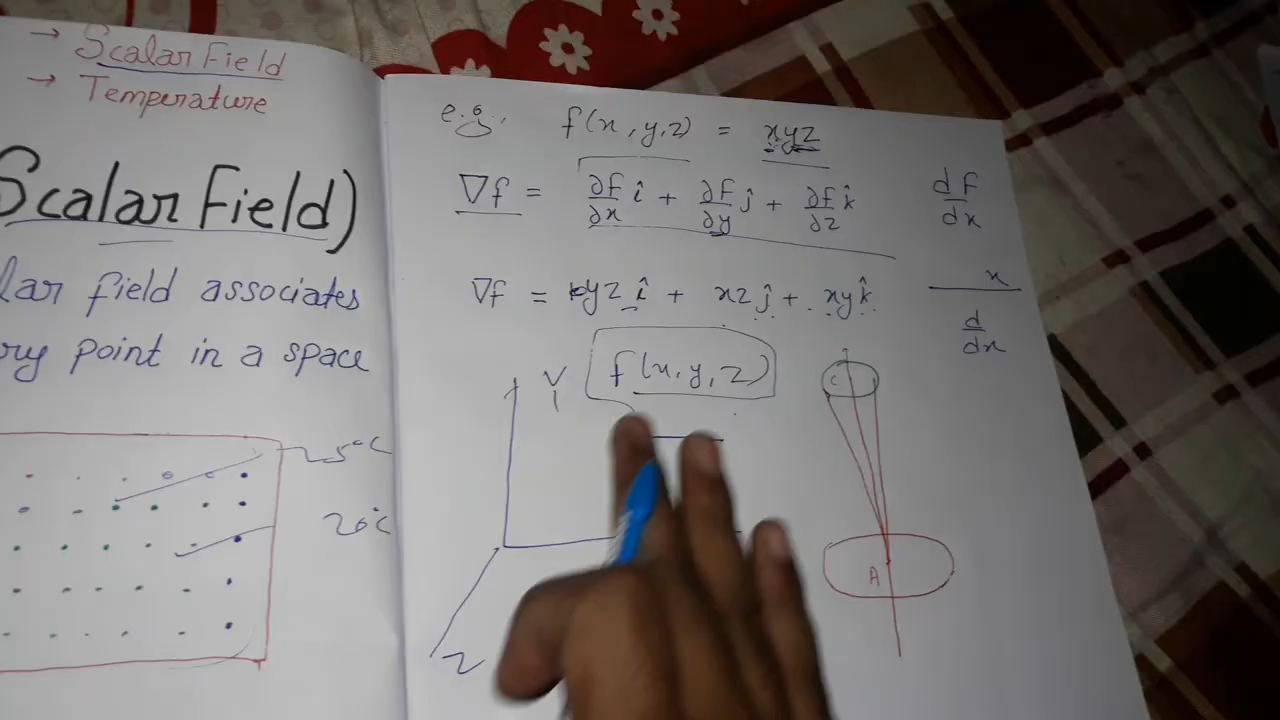 → Scalar Field
→ Temperature
Scalar Field)
lar field associates
ry point in a space
25°C
20°C
e.g., f(x,y,z) = xyz
∇f = ∂f/∂x î + ∂f/∂y ĵ + ∂f/∂z k̂
dF/dx
∇f = yz î + xz ĵ + xy k̂
x
d/dx
Y
f(x,y,z)
C
A
Z